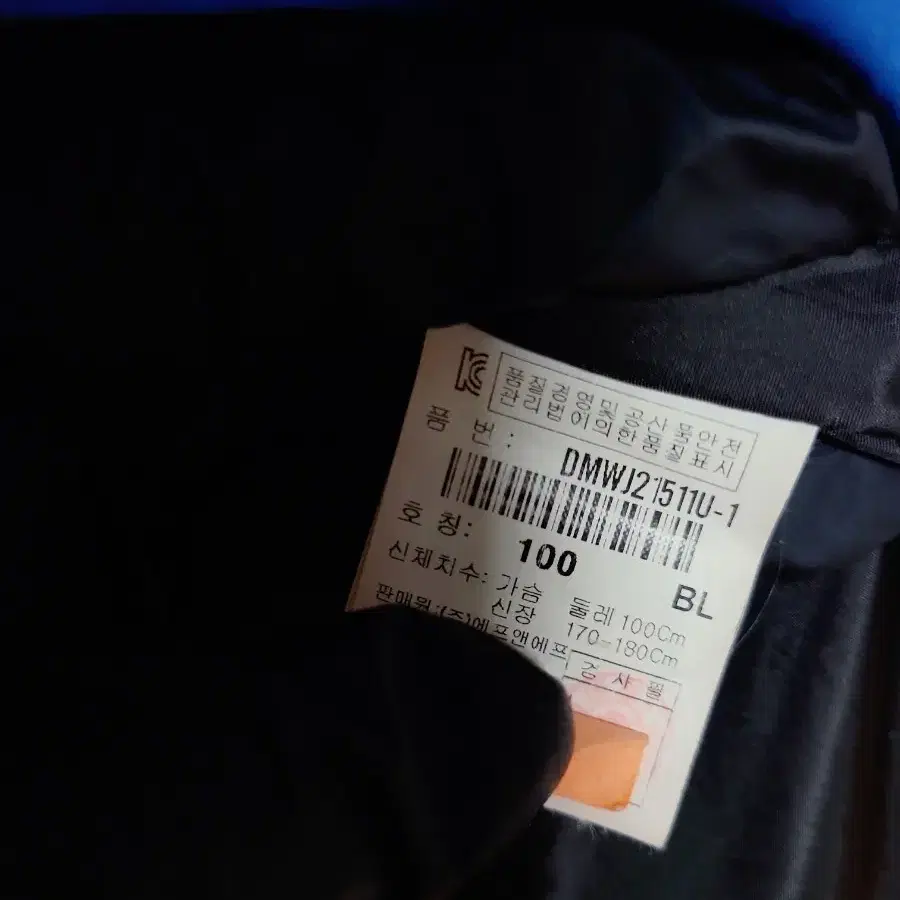 품질경영 및 공산품안전
관리법에 의한 품질표시
품 번 :
DMWJ21511U-1
호 칭:
100
BL
신체치수: 가슴 둘레 100Cm
신장 170-180Cm
판매원:(주)에프앤에프
검 사 필